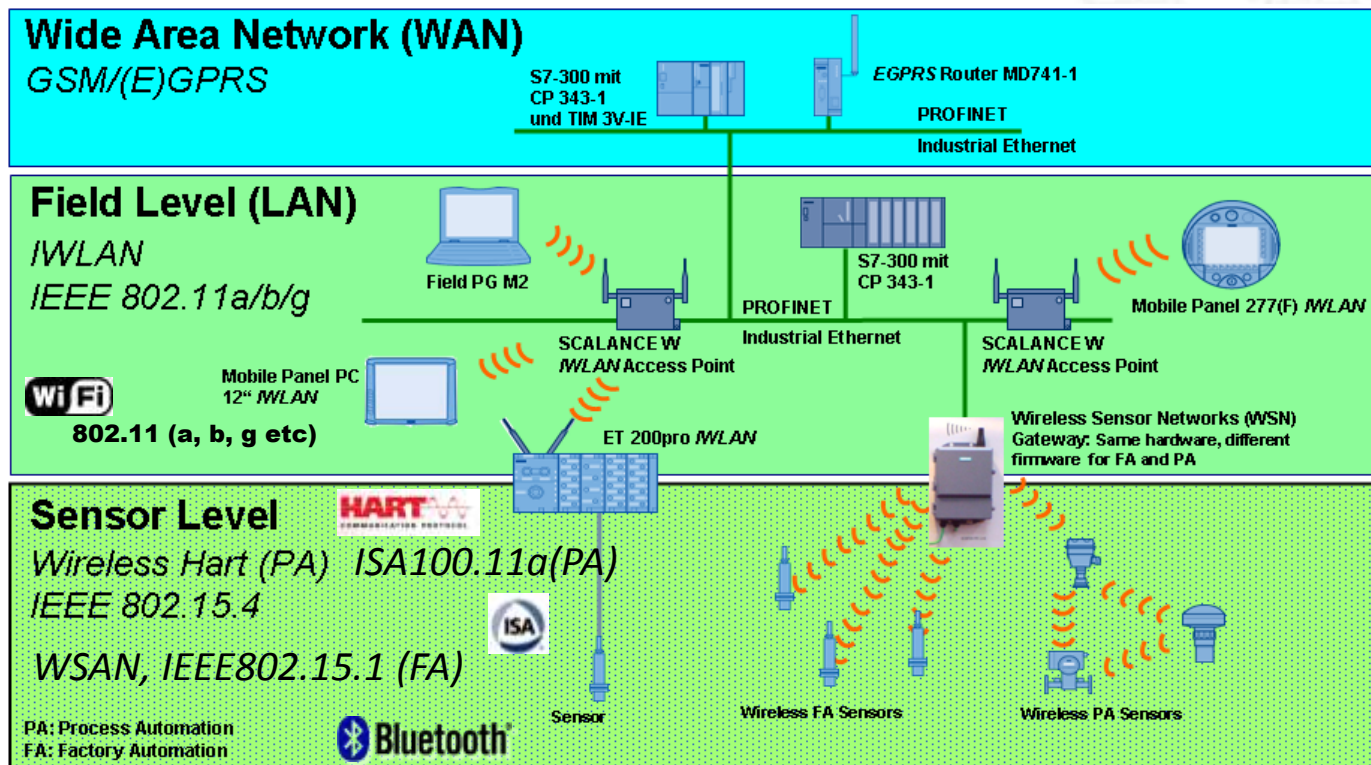 Wide Area Network (WAN)
GSM/(E)GPRS
S7-300 mit
CP 343-1
und TIM 3V-IE
EGPRS Router MD741-1
PROFINET
Industrial Ethernet
Field Level (LAN)
IWLAN
IEEE 802.11a/b/g
Field PG M2
S7-300 mit
CP 343-1
Mobile Panel 277(F) IWLAN
PROFINET
Industrial Ethernet
SCALANCE W
IWLAN Access Point
SCALANCE W
IWLAN Access Point
Mobile Panel PC
12“ IWLAN
Wi Fi
802.11 (a, b, g etc)
ET 200pro IWLAN
Wireless Sensor Networks (WSN)
Gateway: Same hardware, different
firmware for FA and PA
Sensor Level
HART
COMMUNICATION PROTOCOL
Wireless Hart (PA) ISA100.11a(PA)
IEEE 802.15.4
ISA
WSAN, IEEE802.15.1 (FA)
Sensor
Wireless FA Sensors
Wireless PA Sensors
PA: Process Automation
FA: Factory Automation
Bluetooth